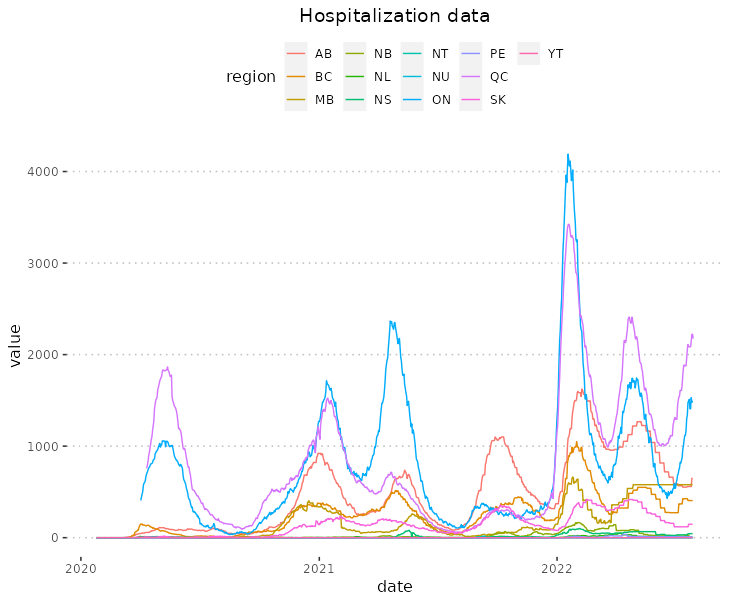 Hospitalization data
region
AB NB NT PE YT
BC NL NU QC
MB NS ON SK
4000
3000
2000
1000
0
value
2020 2021 2022
date